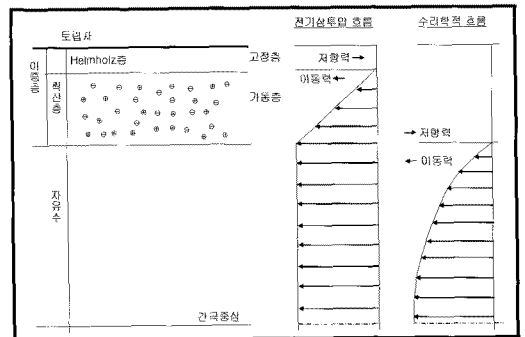 전기삼투압 흐름
수리학적 흐름
토립자
이중층
Helmholz층
확산층
고정층
가동층
저항력
이동력
저항력
이동력
자유수
간극중심